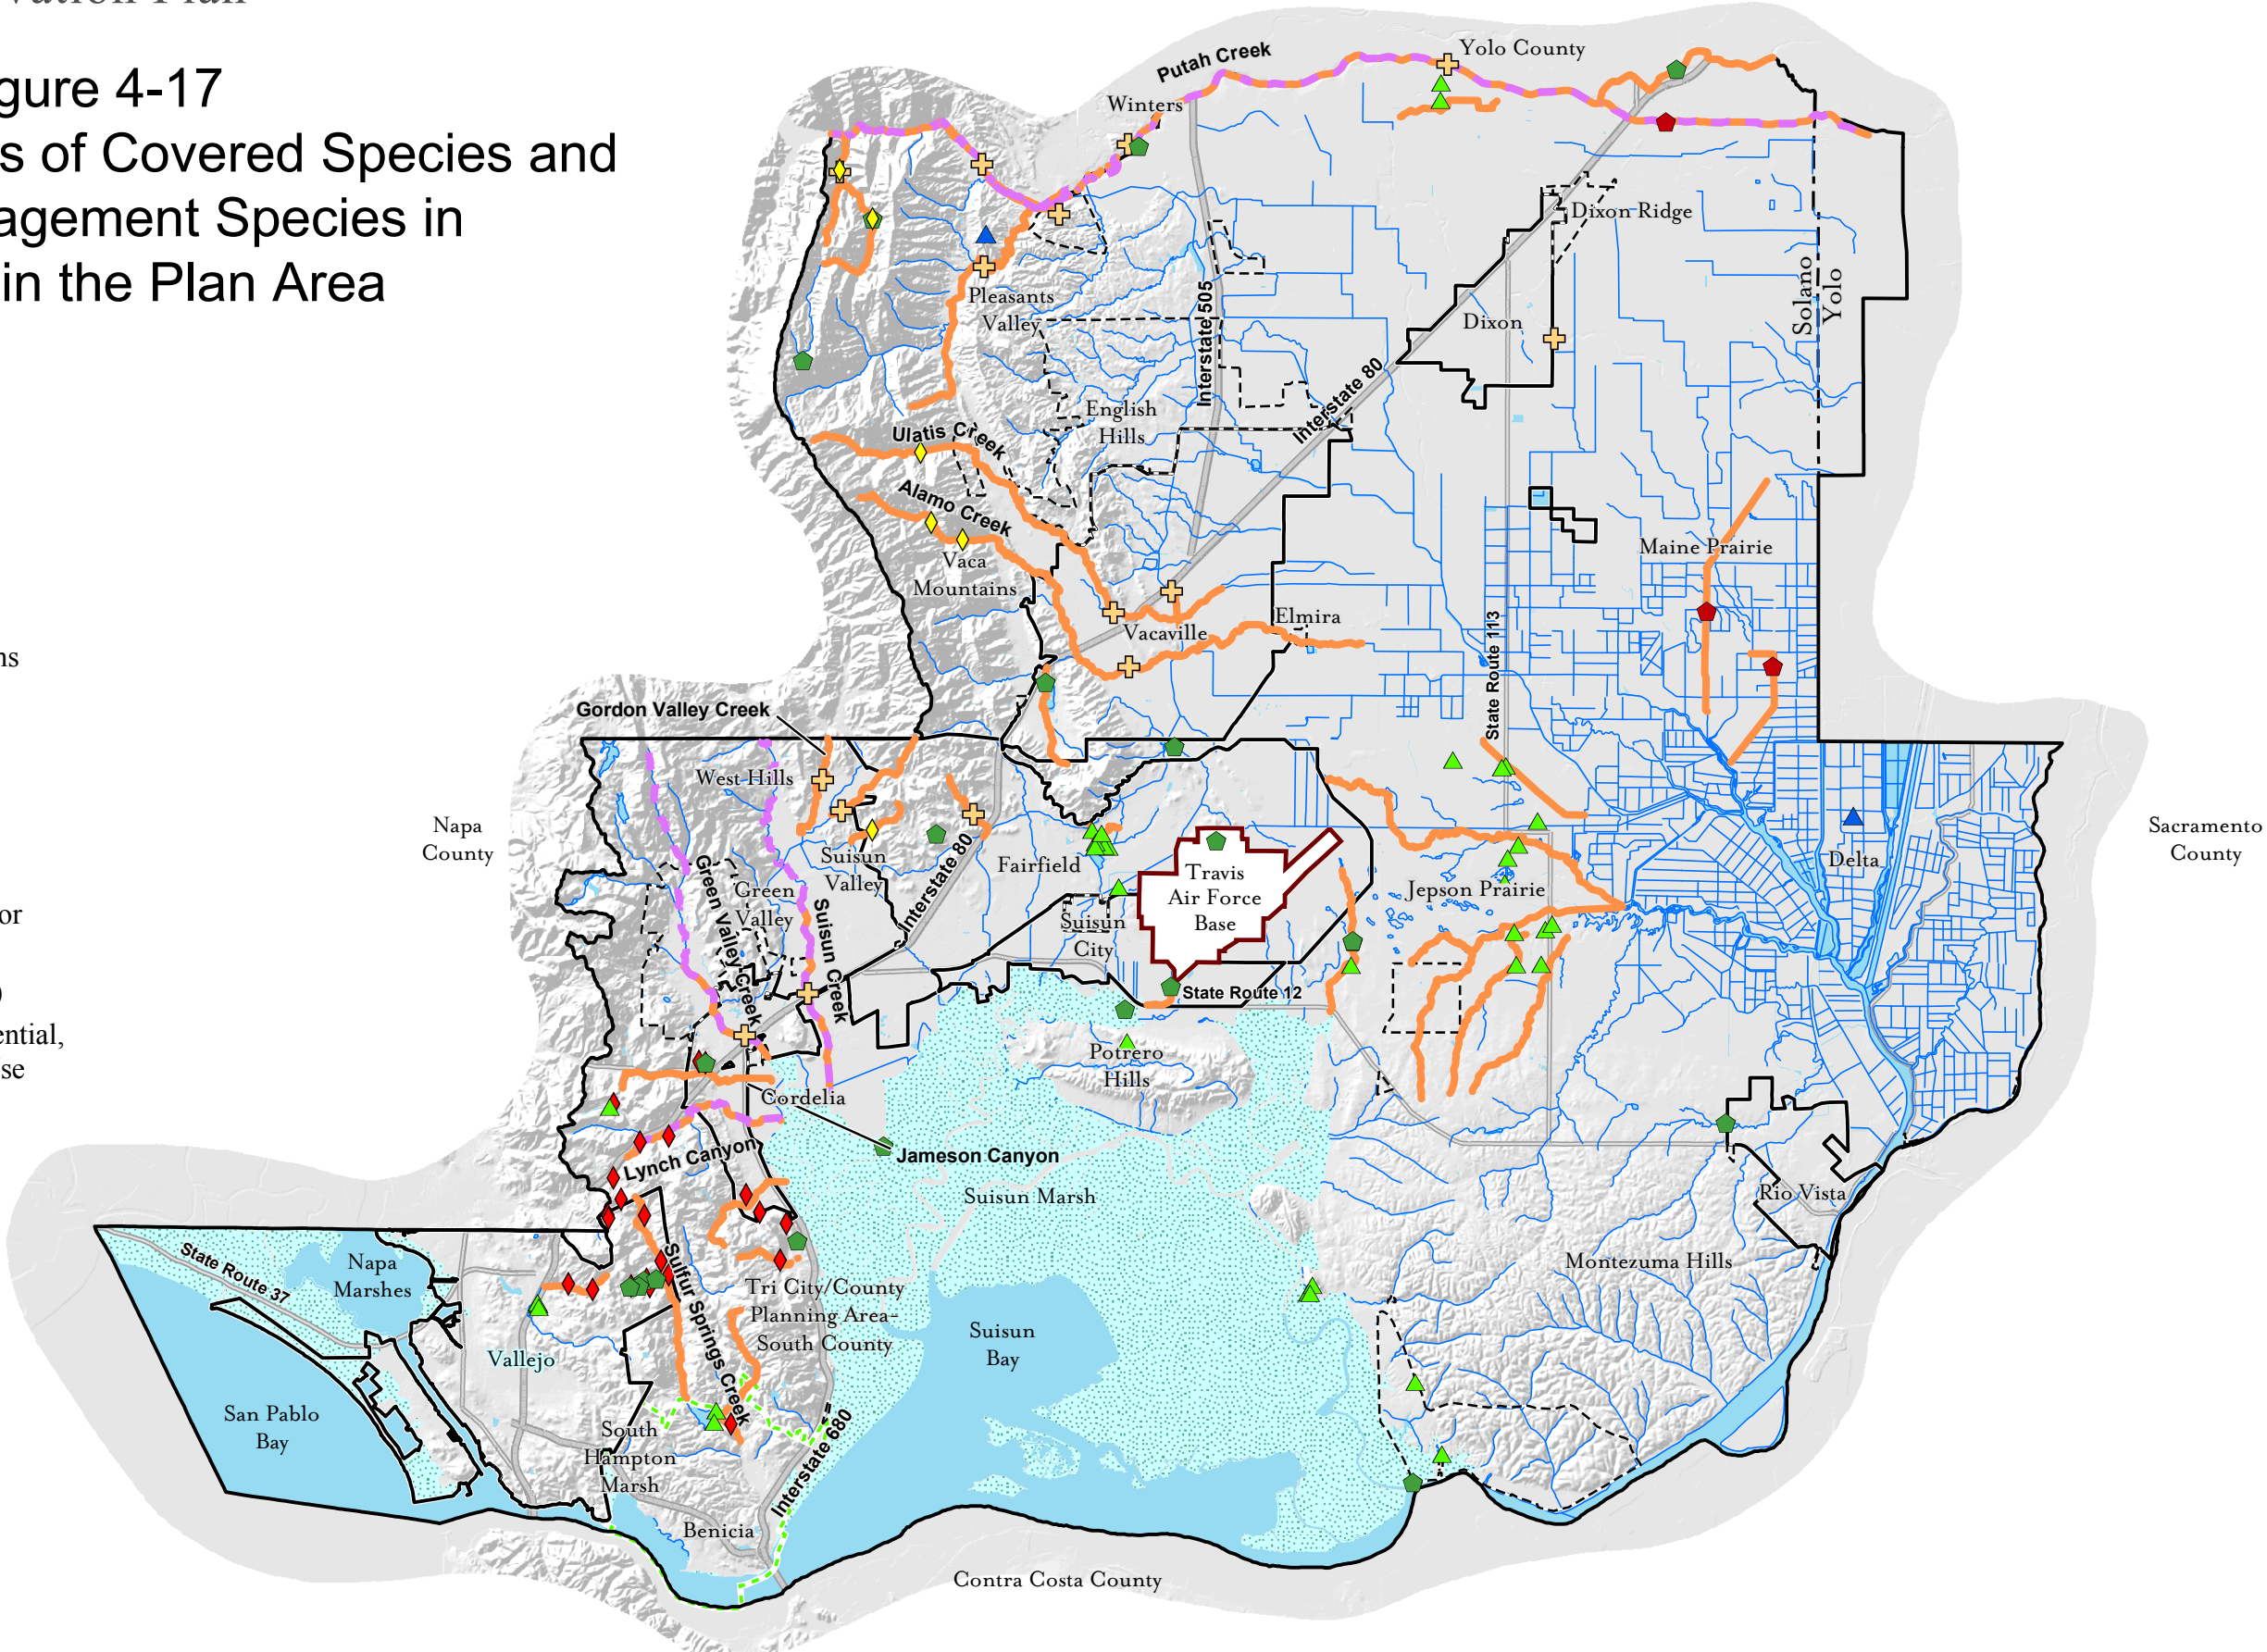 vation Plan
gure 4-17
s of Covered Species and
agement Species in
in the Plan Area
ns
or
)
ential,
se
Putah Creek
Yolo County
Winters
Dixon Ridge
Solano
Yolo
Pleasants
Valley
Interstate 505
Dixon
Interstate 80
English
Hills
Ulatis Creek
Alamo Creek
Vaca
Mountains
Maine Prairie
Vacaville
Elmira
State Route 113
Gordon Valley Creek
West Hills
Napa
County
Sacramento
County
Suisun
Valley
Interstate 80
Fairfield
Travis
Air Force
Base
Jepson Prairie
Delta
Green
Valley
Green Valley Creek
Suisun Creek
Suisun
City
State Route 12
Potrero
Hills
Cordelia
Lynch Canyon
Jameson Canyon
Suisun Marsh
Rio Vista
Montezuma Hills
State Route 37
Napa
Marshes
Sulfur Springs Creek
Tri City/County
Planning Area-
South County
Suisun
Bay
Vallejo
San Pablo
Bay
South
Hampton
Marsh
Interstate 680
Benicia
Contra Costa County